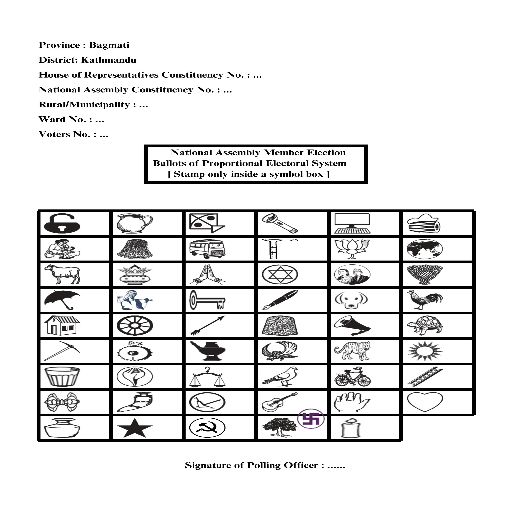 Province : Bagmati
District: Kathmandu
House of Representatives Constituency No. : ...
National Assembly Constituency No. : ...
Rural/Municipality : ...
Ward No. : ...
Voters No. : ...
National Assembly Member Election
Ballots of Proportional Electoral System
[ Stamp only inside a symbol box ]
Signature of Polling Officer : ......